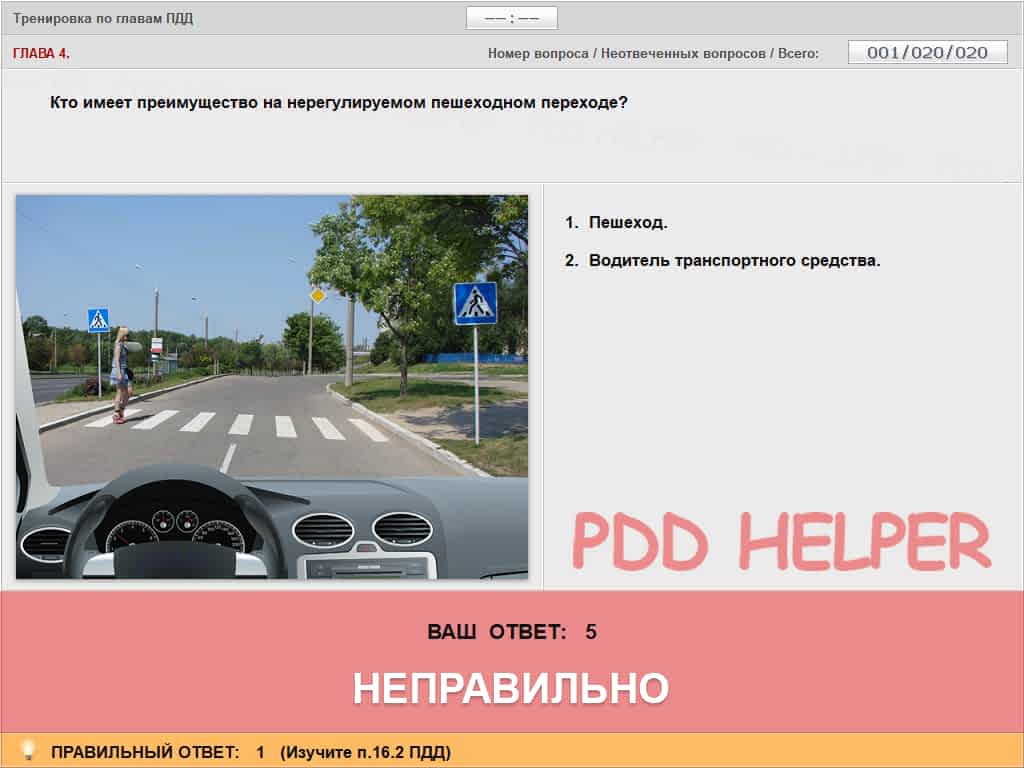 Тренировка по главам ПДД
—— : ——
ГЛАВА 4.
Номер вопроса / Неотвеченных вопросов / Всего:
001/020/020
Кто имеет преимущество на нерегулируемом пешеходном переходе?
1. Пешеход.
2. Водитель транспортного средства.
PDD HELPER
ВАШ ОТВЕТ: 5
НЕПРАВИЛЬНО
ПРАВИЛЬНЫЙ ОТВЕТ: 1 (Изучите п.16.2 ПДД)